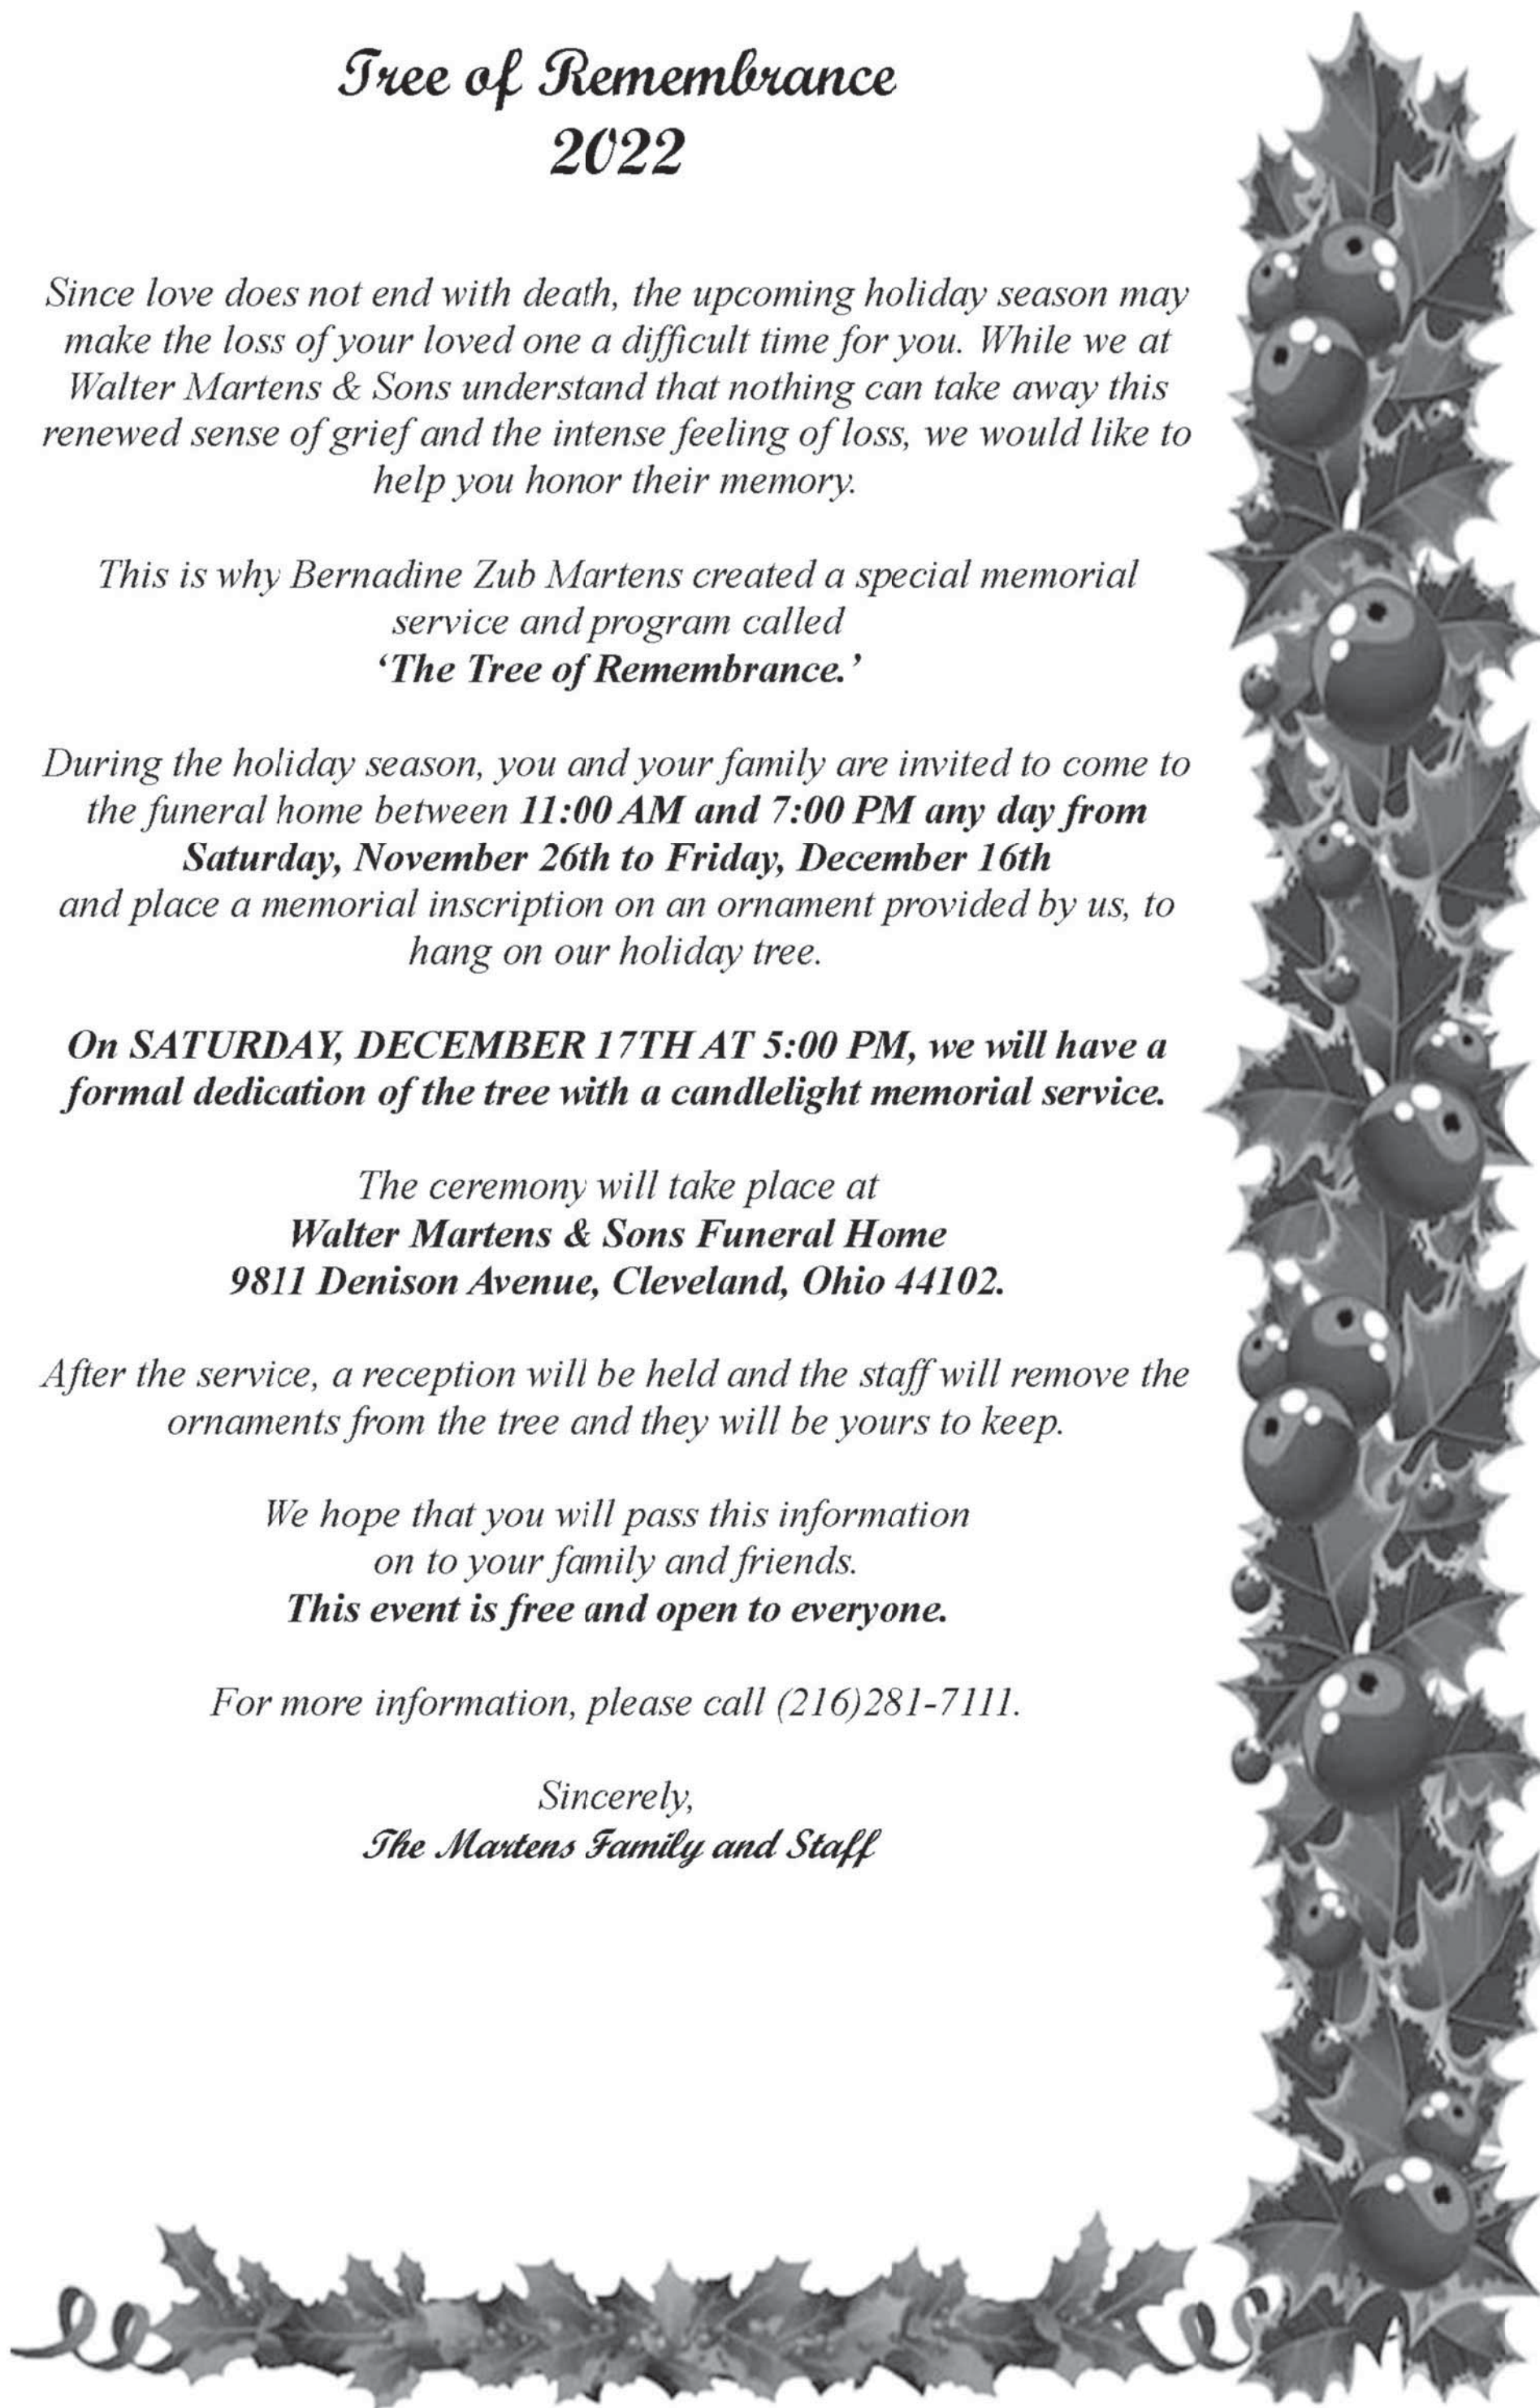 Tree of Remembrance
2022
Since love does not end with death, the upcoming holiday season may
make the loss of your loved one a difficult time for you. While we at
Walter Martens & Sons understand that nothing can take away this
renewed sense of grief and the intense feeling of loss, we would like to
help you honor their memory.
This is why Bernadine Zub Martens created a special memorial
service and program called
‘The Tree of Remembrance.’
During the holiday season, you and your family are invited to come to
the funeral home between 11:00 AM and 7:00 PM any day from
Saturday, November 26th to Friday, December 16th
and place a memorial inscription on an ornament provided by us, to
hang on our holiday tree.
On SATURDAY, DECEMBER 17TH AT 5:00 PM, we will have a
formal dedication of the tree with a candlelight memorial service.
The ceremony will take place at
Walter Martens & Sons Funeral Home
9811 Denison Avenue, Cleveland, Ohio 44102.
After the service, a reception will be held and the staff will remove the
ornaments from the tree and they will be yours to keep.
We hope that you will pass this information
on to your family and friends.
This event is free and open to everyone.
For more information, please call (216)281-7111.
Sincerely,
The Martens Family and Staff